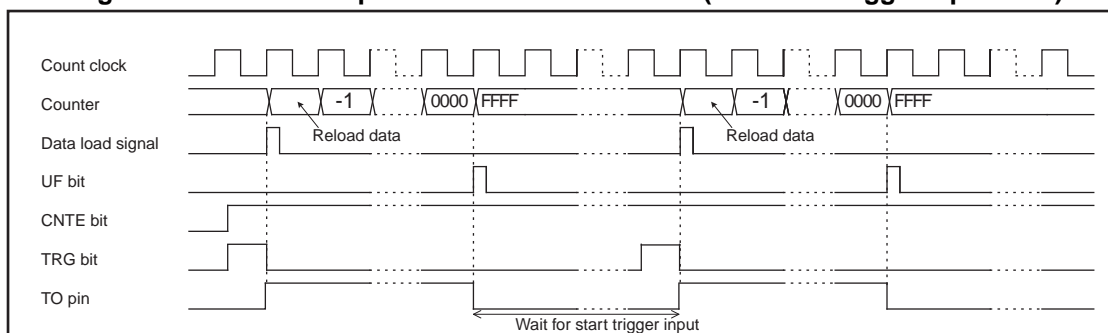 Count clock
Counter
-1
0000
FFFF
-1
0000
FFFF
Reload data
Reload data
Data load signal
UF bit
CNTE bit
TRG bit
TO pin
Wait for start trigger input